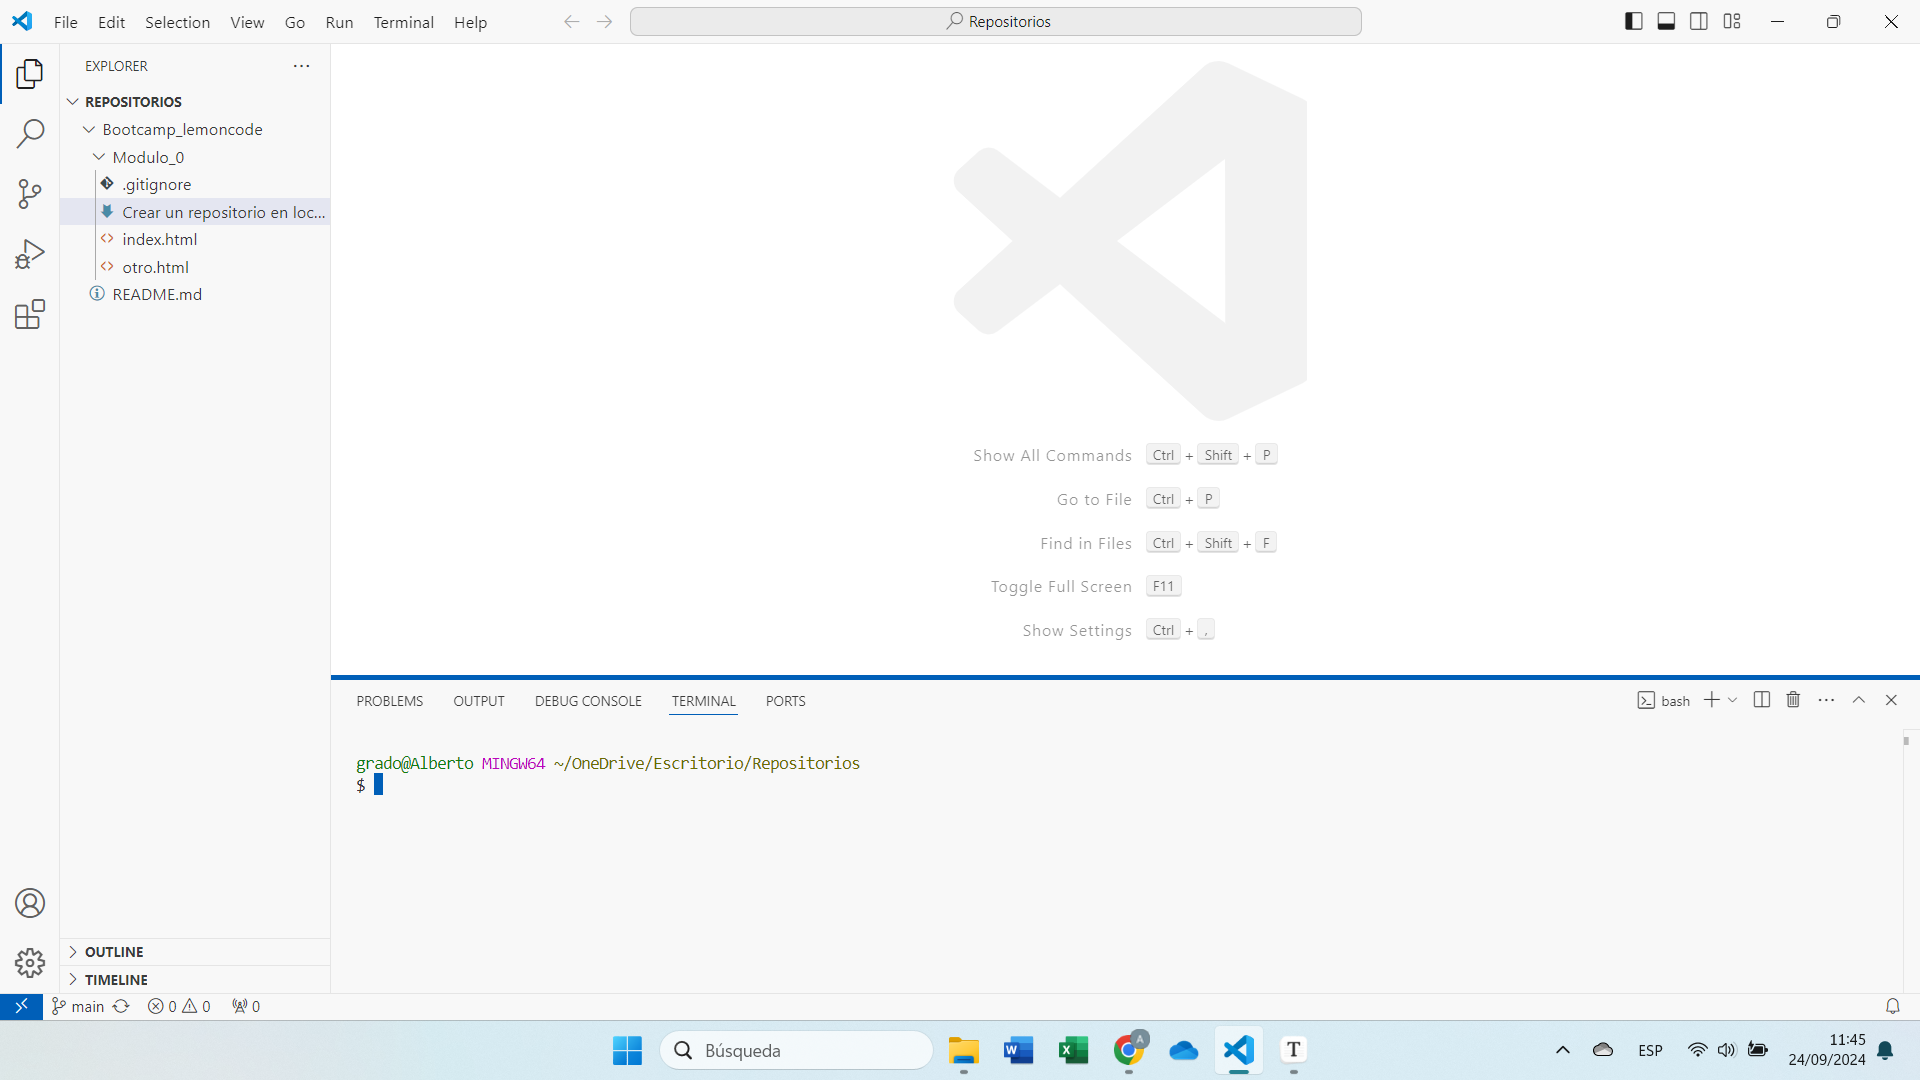 File Edit Selection View Go Run Terminal Help
Repositorios
EXPLORER
REPOSITORIOS
Bootcamp_lemoncode
Modulo_0
.gitignore
Crear un repositorio en loc...
index.html
otro.html
README.md
Show All Commands Ctrl + Shift + P
Go to File Ctrl + P
Find in Files Ctrl + Shift + F
Toggle Full Screen F11
Show Settings Ctrl + ,
PROBLEMS OUTPUT DEBUG CONSOLE TERMINAL PORTS
bash
grado@Alberto MINGW64 ~/OneDrive/Escritorio/Repositorios
$
OUTLINE
TIMELINE
main 0 0 0
Búsqueda
W
X
A
T
ESP
11:45
24/09/2024